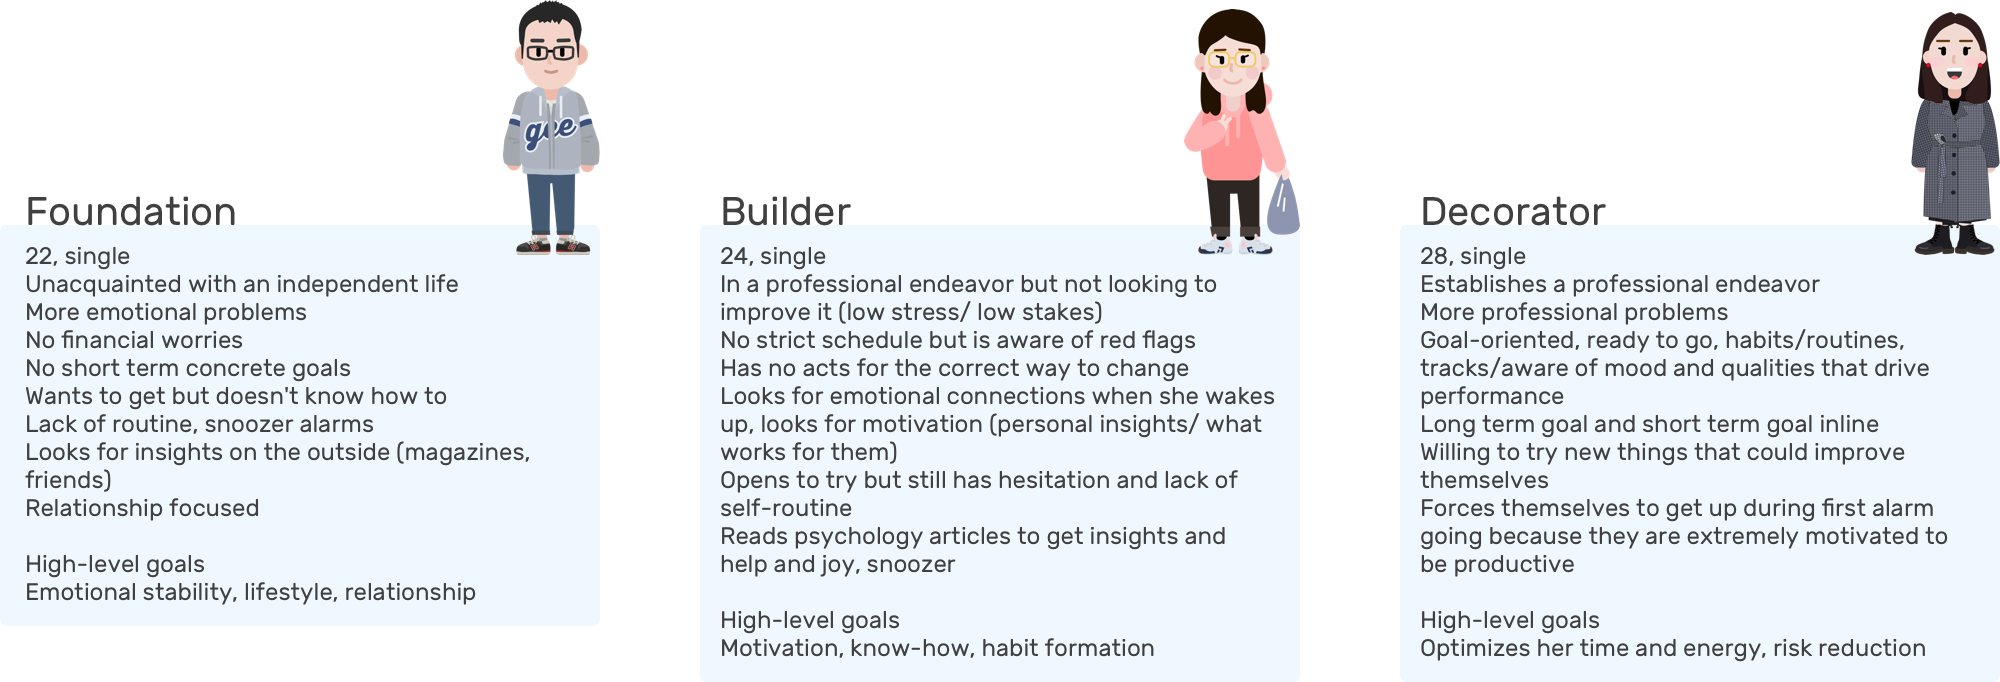 Foundation
22, single
Unacquainted with an independent life
More emotional problems
No financial worries
No short term concrete goals
Wants to get but doesn't know how to
Lack of routine, snoozer alarms
Looks for insights on the outside (magazines,
friends)
Relationship focused
High-level goals
Emotional stability, lifestyle, relationship
Builder
24, single
In a professional endeavor but not looking to
improve it (low stress/ low stakes)
No strict schedule but is aware of red flags
Has no acts for the correct way to change
Looks for emotional connections when she wakes
up, looks for motivation (personal insights/ what
works for them)
Opens to try but still has hesitation and lack of
self-routine
Reads psychology articles to get insights and
help and joy, snoozer
High-level goals
Motivation, know-how, habit formation
Decorator
28, single
Establishes a professional endeavor
More professional problems
Goal-oriented, ready to go, habits/routines,
tracks/aware of mood and qualities that drive
performance
Long term goal and short term goal inline
Willing to try new things that could improve
themselves
Forces themselves to get up during first alarm
going because they are extremely motivated to
be productive
High-level goals
Optimizes her time and energy, risk reduction